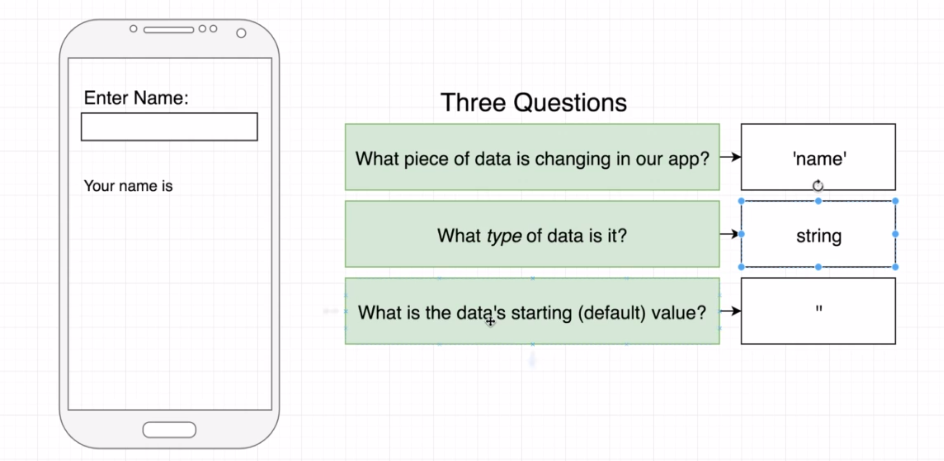 Enter Name:
Your name is
Three Questions
What piece of data is changing in our app?
'name'
What type of data is it?
string
What is the data's starting (default) value?
''